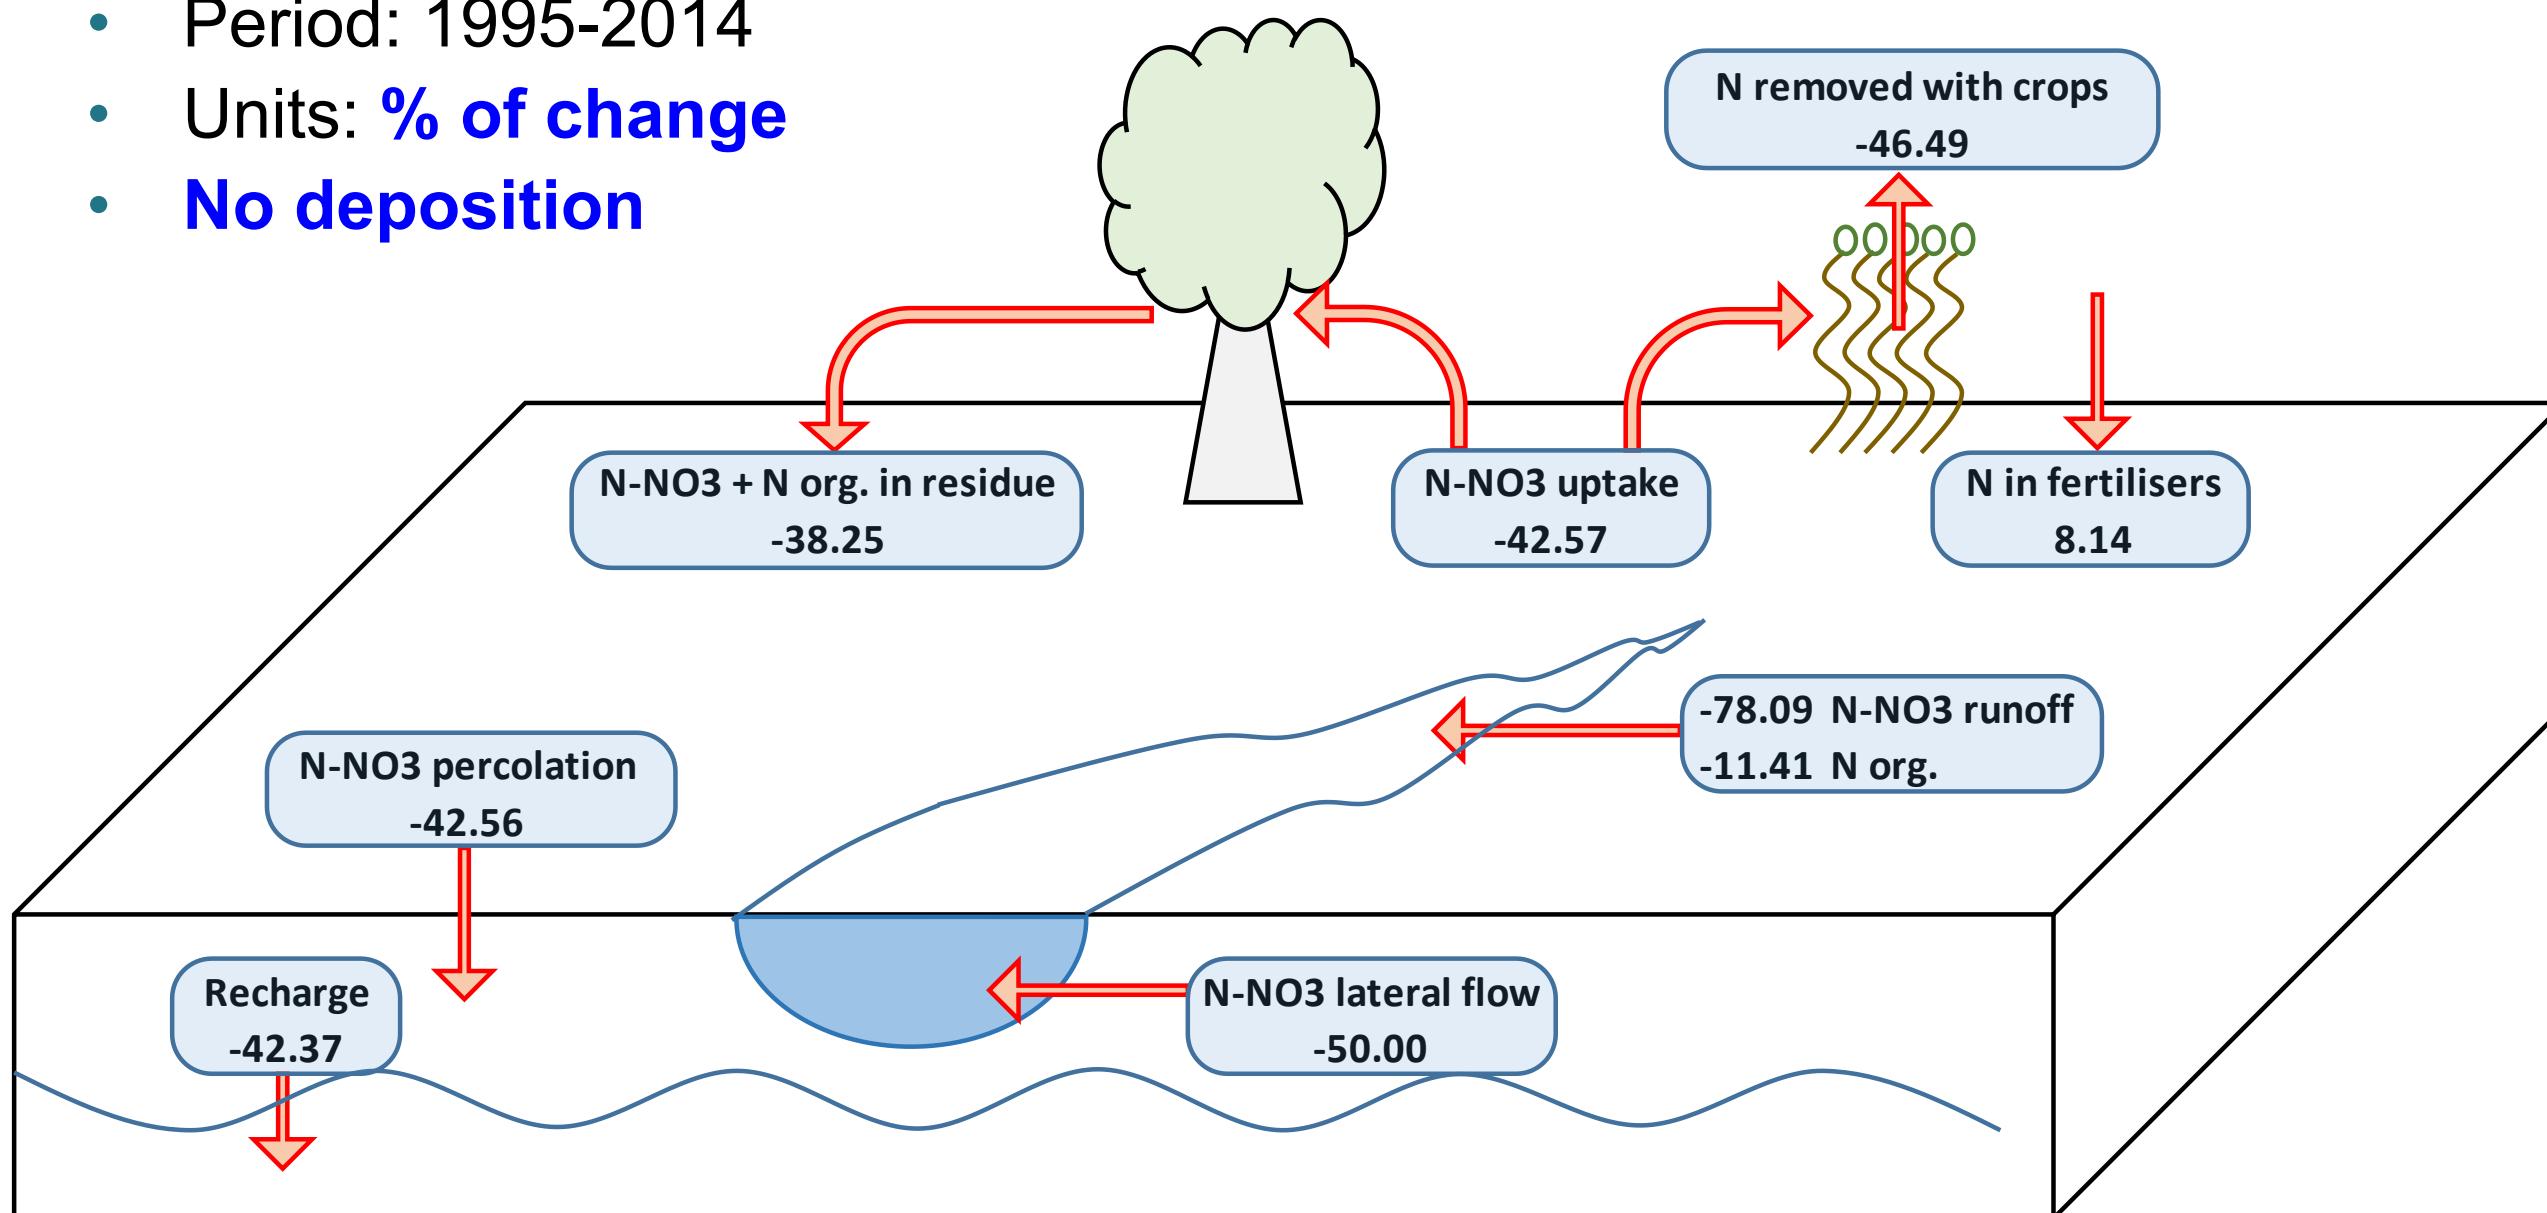 • Period: 1995-2014
• Units: % of change
• No deposition
N removed with crops
-46.49
N-NO3 + N org. in residue
-38.25
N-NO3 uptake
-42.57
N in fertilisers
8.14
-78.09 N-NO3 runoff
-11.41 N org.
N-NO3 percolation
-42.56
Recharge
-42.37
N-NO3 lateral flow
-50.00